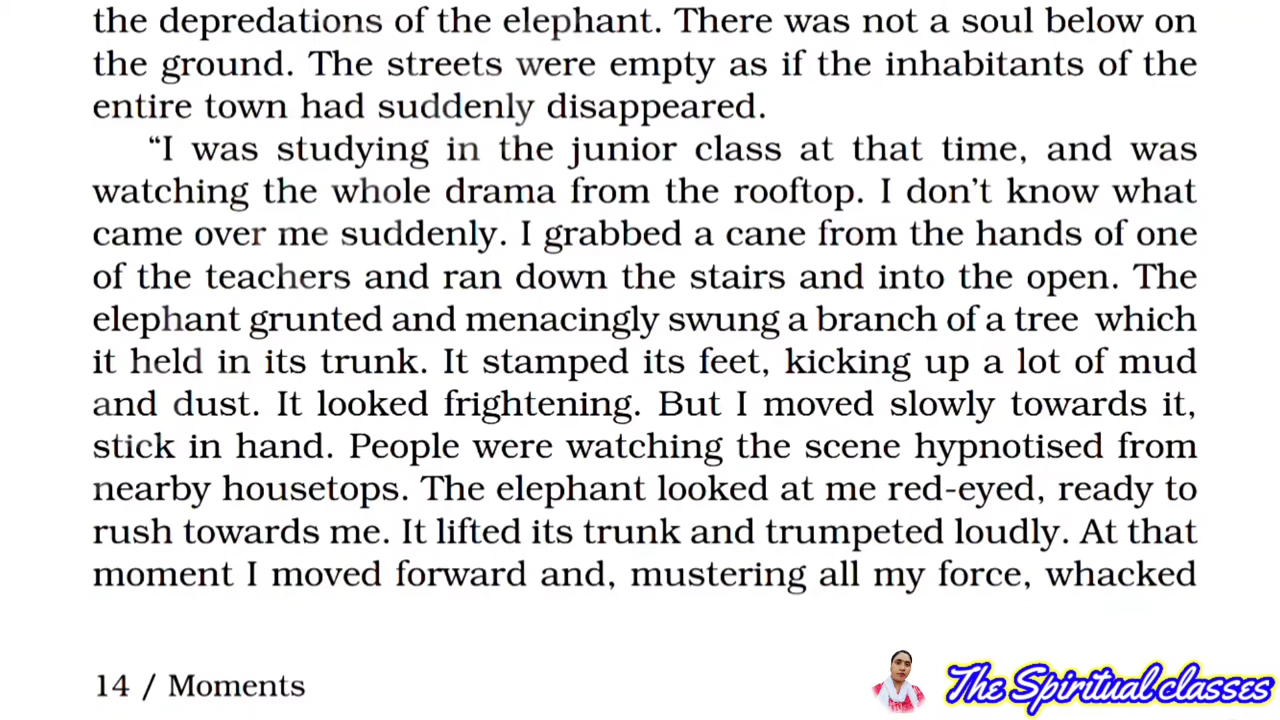 the depredations of the elephant. There was not a soul below on
the ground. The streets were empty as if the inhabitants of the
entire town had suddenly disappeared.
“I was studying in the junior class at that time, and was
watching the whole drama from the rooftop. I don’t know what
came over me suddenly. I grabbed a cane from the hands of one
of the teachers and ran down the stairs and into the open. The
elephant grunted and menacingly swung a branch of a tree which
it held in its trunk. It stamped its feet, kicking up a lot of mud
and dust. It looked frightening. But I moved slowly towards it,
stick in hand. People were watching the scene hypnotised from
nearby housetops. The elephant looked at me red-eyed, ready to
rush towards me. It lifted its trunk and trumpeted loudly. At that
moment I moved forward and, mustering all my force, whacked
14 / Moments
The Spiritual classes